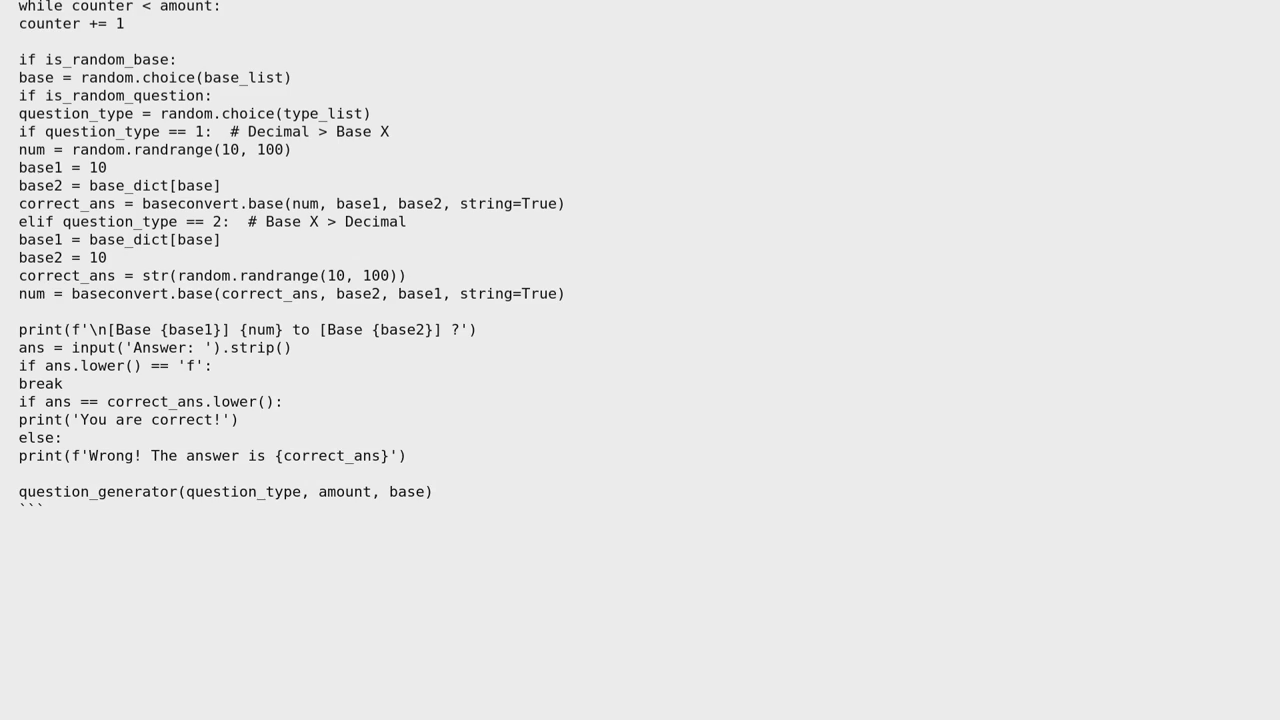 while counter < amount:
counter += 1

if is_random_base:
base = random.choice(base_list)
if is_random_question:
question_type = random.choice(type_list)
if question_type == 1:  # Decimal > Base X
num = random.randrange(10, 100)
base1 = 10
base2 = base_dict[base]
correct_ans = baseconvert.base(num, base1, base2, string=True)
elif question_type == 2:  # Base X > Decimal
base1 = base_dict[base]
base2 = 10
correct_ans = str(random.randrange(10, 100))
num = baseconvert.base(correct_ans, base2, base1, string=True)

print(f'\n[Base {base1}] {num} to [Base {base2}] ?')
ans = input('Answer: ').strip()
if ans.lower() == 'f':
break
if ans == correct_ans.lower():
print('You are correct!')
else:
print(f'Wrong! The answer is {correct_ans}')

question_generator(question_type, amount, base)
```